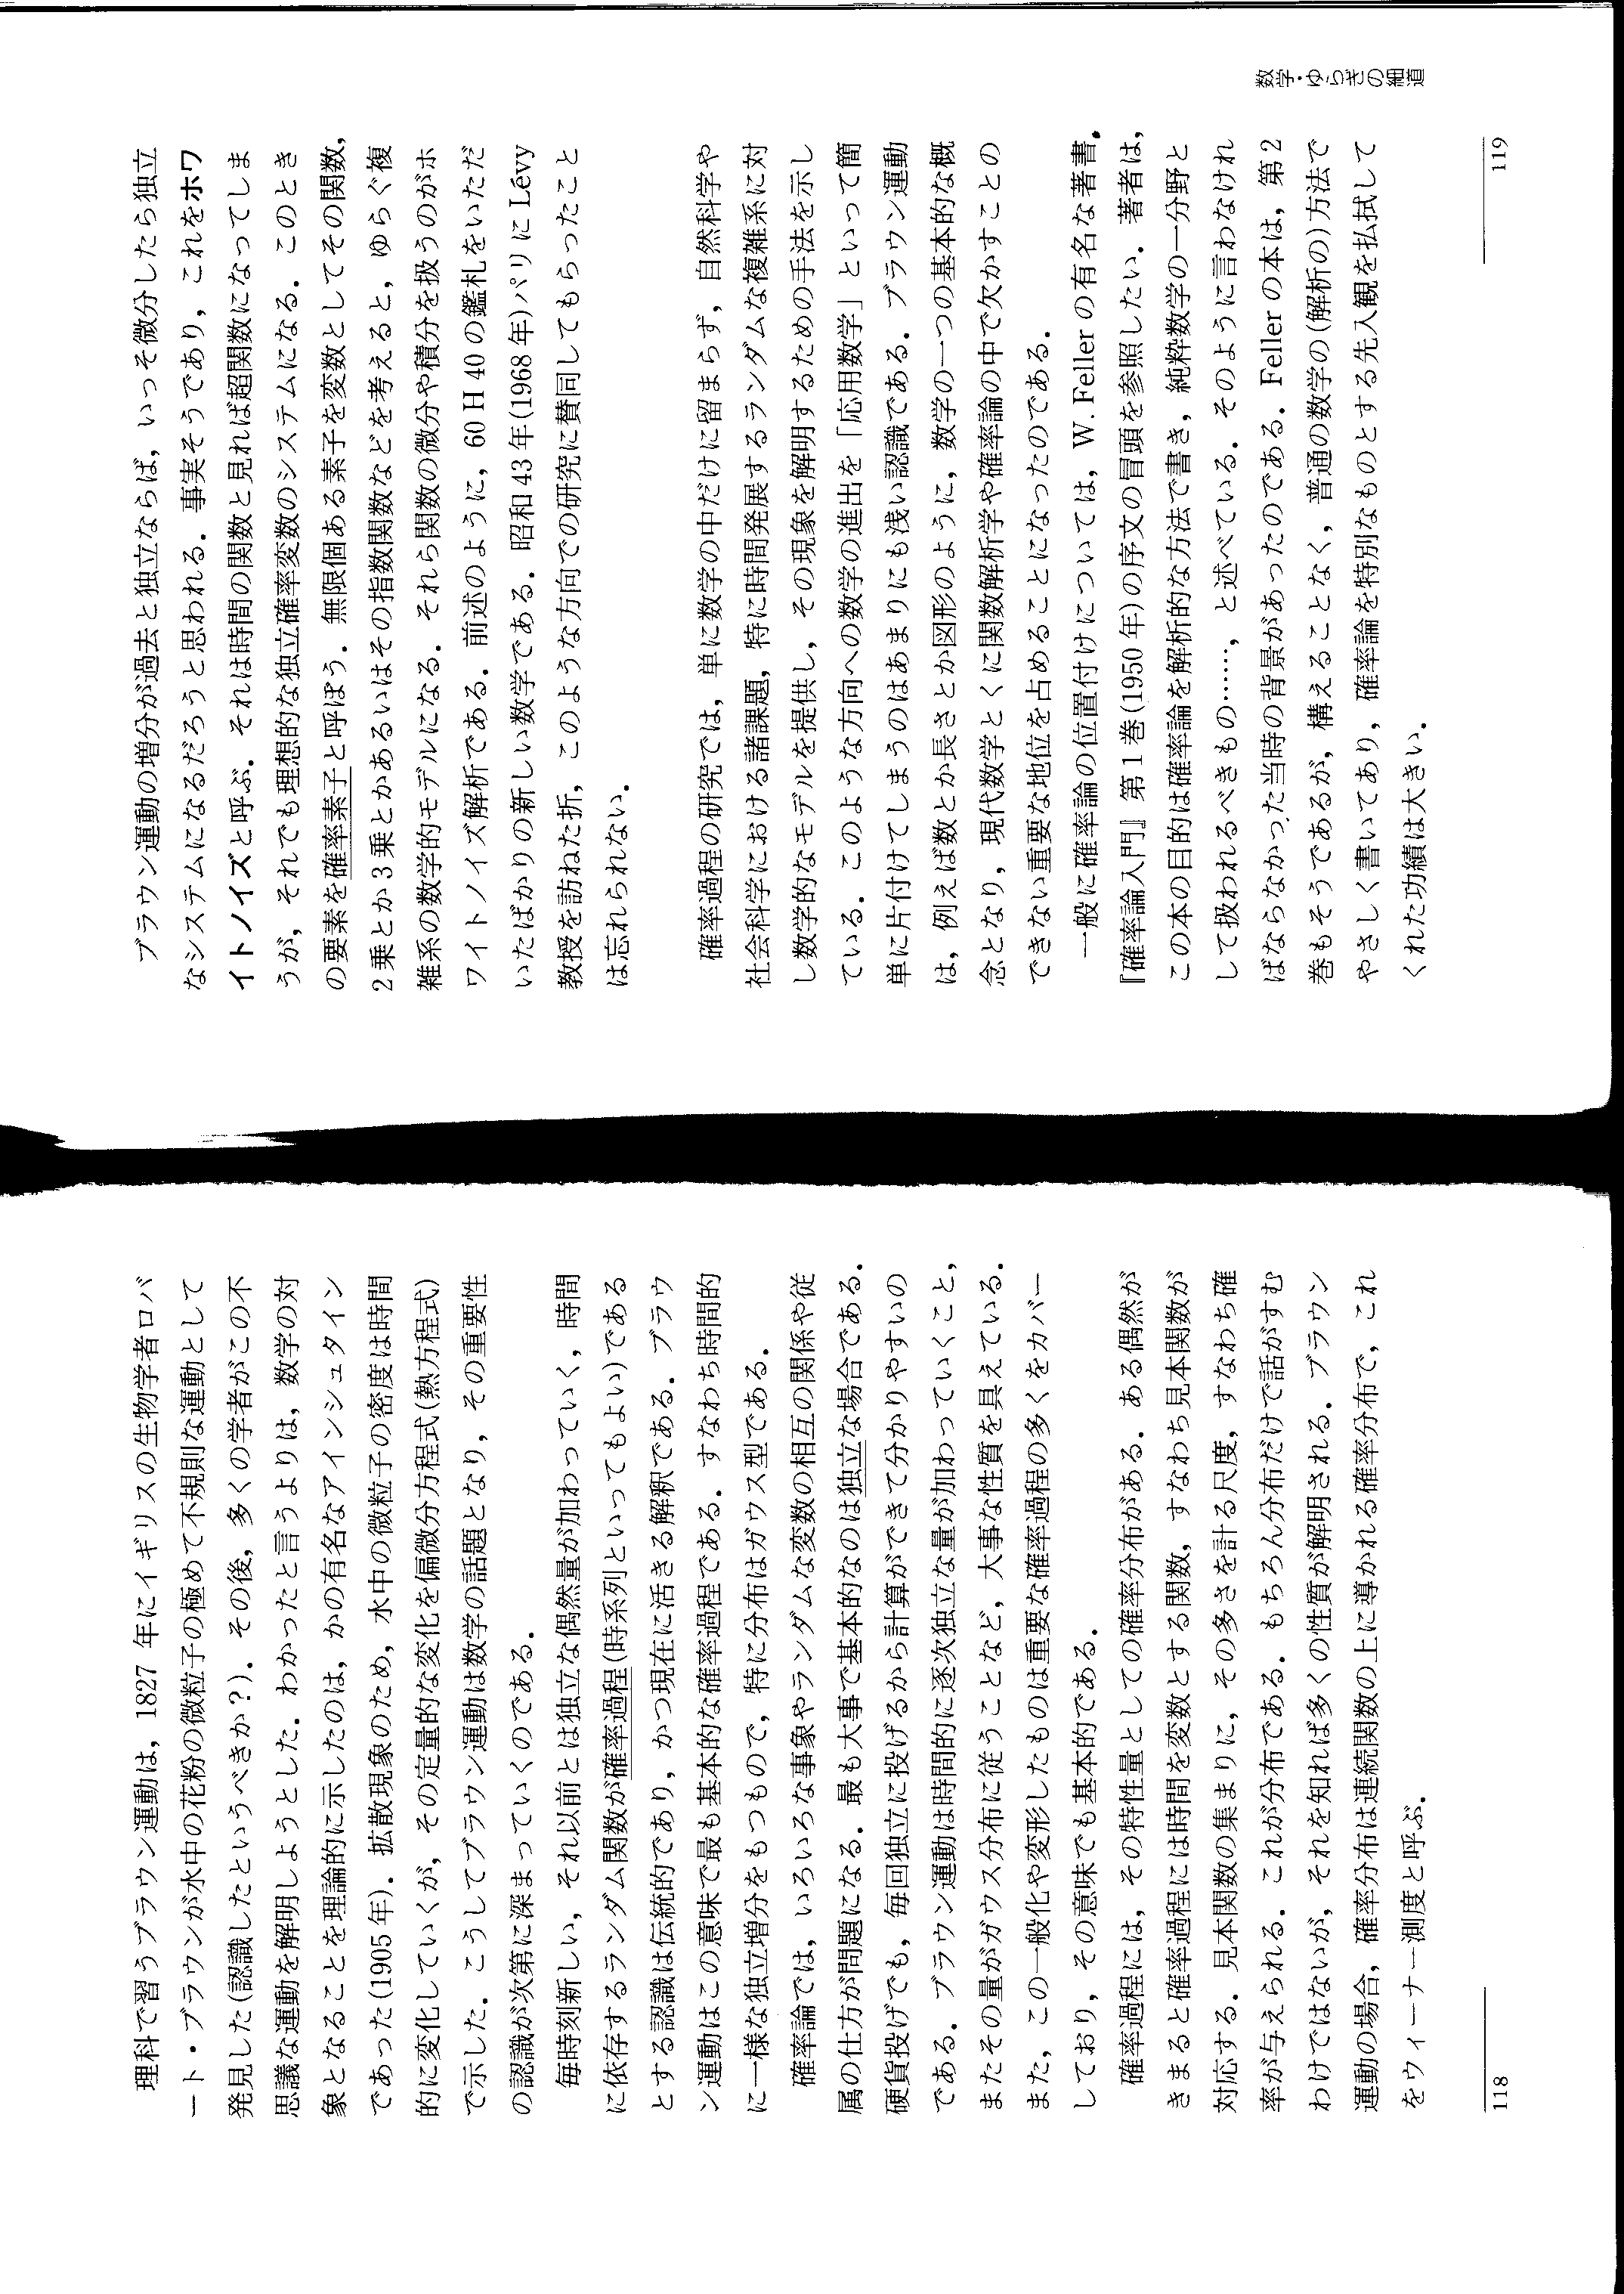 理科で習うブラウン運動は，1827 年にイギリスの生物学者ロバ
ート・ブラウンが水中の花粉の微粒子の極めて不規則な運動として
発見した(認識したというべきか？)．その後，多くの学者がこの不
思議な運動を解明しようとした．わかったと言うよりは，数学の対
象となることを理論的に示したのは，かの有名なアインシュタイン
であった(1905 年)．拡散現象のため，水中の微粒子の密度は時間
的に変化していくが，その定量的な変化を偏微分方程式(熱方程式)
で示した．こうしてブラウン運動は数学の話題となり，その重要性
の認識が次第に深まっていくのである．
毎時刻新しい，それ以前とは独立な偶然量が加わっていく，時間
に依存するランダム関数が確率過程(時系列といってもよい)である
とする認識は伝統的であり，かつ現在に活きる解釈である．ブラウ
ン運動はこの意味で最も基本的な確率過程である．すなわち時間的
に一様な独立増分をもつもので，特に分布はガウス型である．
確率論では，いろいろな事象やランダムな変数の相互の関係や従
属の仕方が問題になる．最も大事で基本的なのは独立な場合である．
硬貨投げでも，毎回独立に投げるから計算ができて分かりやすいの
である．ブラウン運動は時間的に逐次独立な量が加わっていくこと，
またその量がガウス分布に従うことなど，大事な性質を具えている．
また，この一般化や変形したものは重要な確率過程の多くをカバー
しており，その意味でも基本的である．
確率過程には，その特性量としての確率分布がある．ある偶然が
きまると確率過程には時間を変数とする関数，すなわち見本関数が
対応する．見本関数の集まりに，その多さを計る尺度，すなわち確
率が与えられる．これが分布である．もちろん分布だけで話がすむ
わけではないが，それを知れば多くの性質が解明される．ブラウン
運動の場合，確率分布は連続関数の上に導かれる確率分布で，これ
をウィーナー測度と呼ぶ．
118
ブラウン運動の増分が過去と独立ならば，いっそ微分したら独立
なシステムになるだろうと思われる．事実そうであり，これをホワ
イトノイズと呼ぶ．それは時間の関数と見れば超関数になってしま
うが，それでも理想的な独立確率変数のシステムになる．このとき
の要素を確率素子と呼ぼう．無限個ある素子を変数としてその関数，
2 乗とか 3 乗とかあるいはその指数関数などを考えると，ゆらぐ複
雑系の数学的モデルになる．それら関数の微分や積分を扱うのがホ
ワイトノイズ解析である．前述のように，60 H 40 の鑑札をいただ
いたばかりの新しい数学である．昭和 43 年(1968 年)パリに Lévy
教授を訪ねた折，このような方向での研究に賛同してもらったこと
は忘れられない．
確率過程の研究では，単に数学の中だけに留まらず，自然科学や
社会科学における諸課題，特に時間発展するランダムな複雑系に対
し数学的なモデルを提供し，その現象を解明するための手法を示し
ている．このような方向への数学の進出を「応用数学」といって簡
単に片付けてしまうのはあまりにも浅い認識である．ブラウン運動
は，例えば数とか長さとか図形のように，数学の一つの基本的な概
念となり，現代数学とくに関数解析学や確率論の中で欠かすことの
できない重要な地位を占めることになったのである．
一般に確率論の位置付けについては，W. Feller の有名な著書，
『確率論入門』第 1 巻(1950 年)の序文の冒頭を参照したい．著者は，
この本の目的は確率論を解析的な方法で書き，純粋数学の一分野と
して扱われるべきもの……，と述べている．そのように言わなけれ
ばならなかった当時の背景があったのである．Feller の本は，第 2
巻もそうであるが，構えることなく，普通の数学の(解析の)方法で
やさしく書いてあり，確率論を特別なものとする先入観を払拭して
くれた功績は大きい．
数学・ゆらぎの細道
119